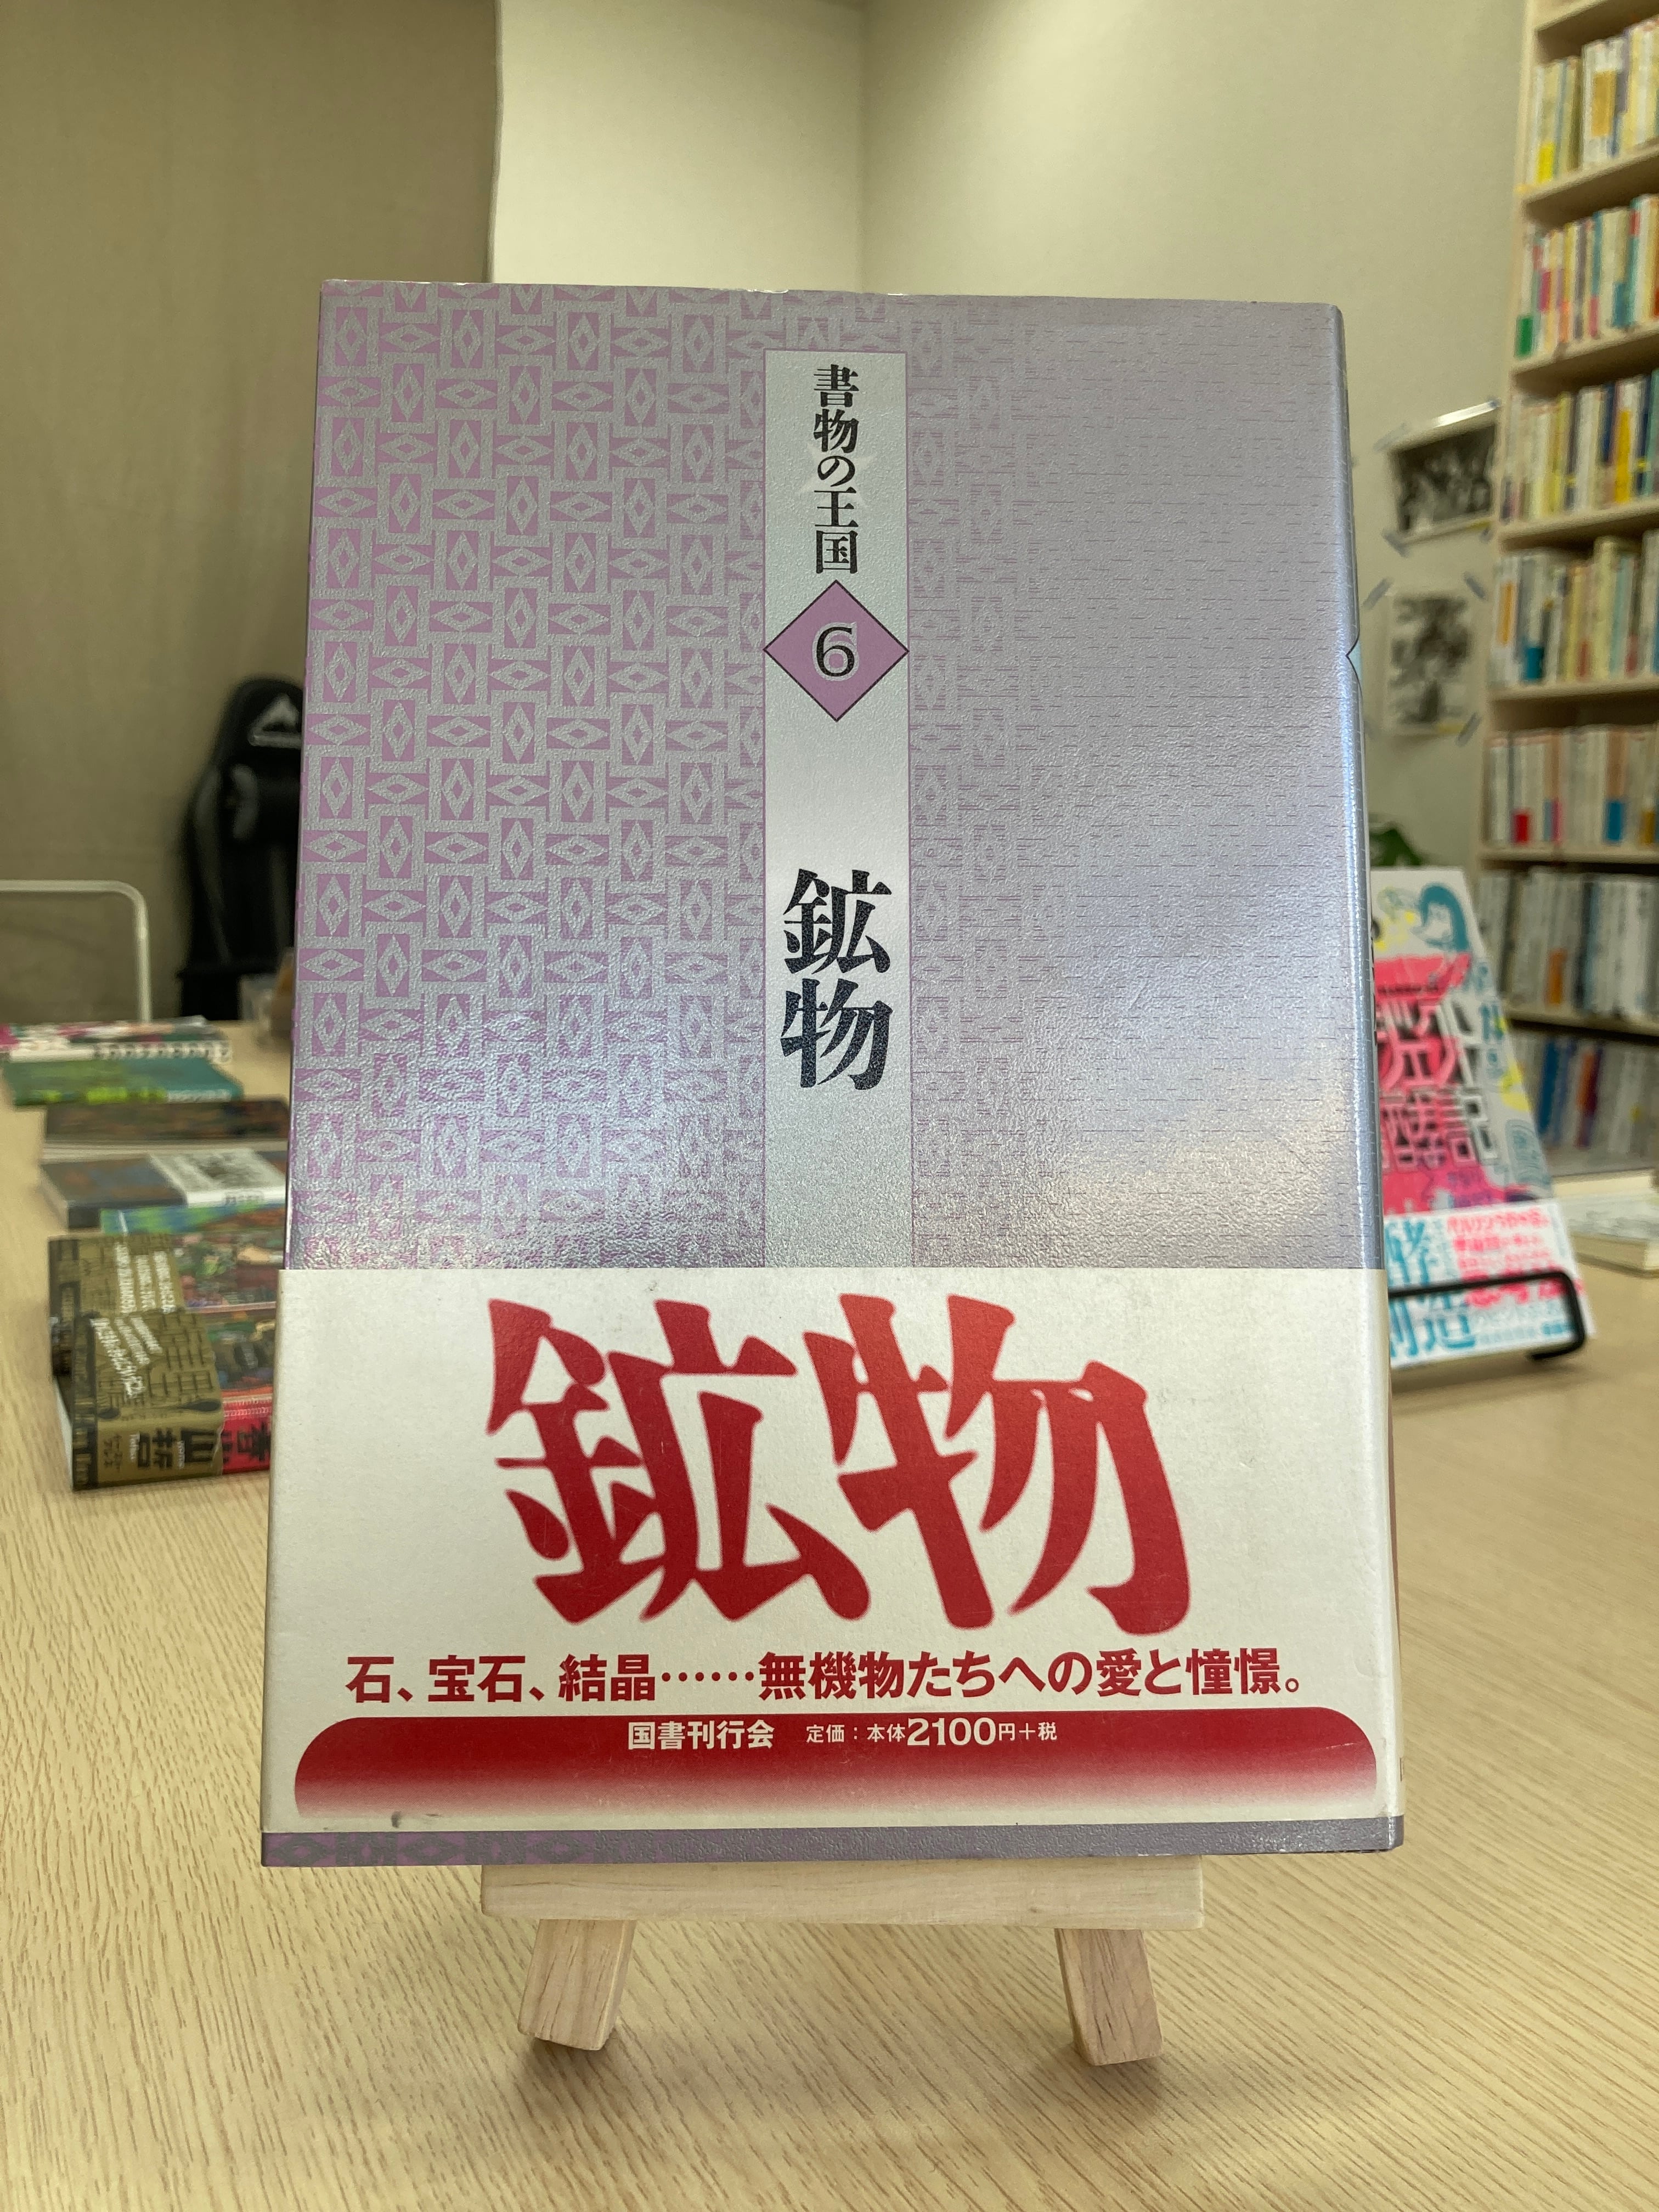 書物の王国
6
鉱物
鉱物
石、宝石、結晶……無機物たちへの愛と憧憬。
国書刊行会 定価：本体2100円＋税